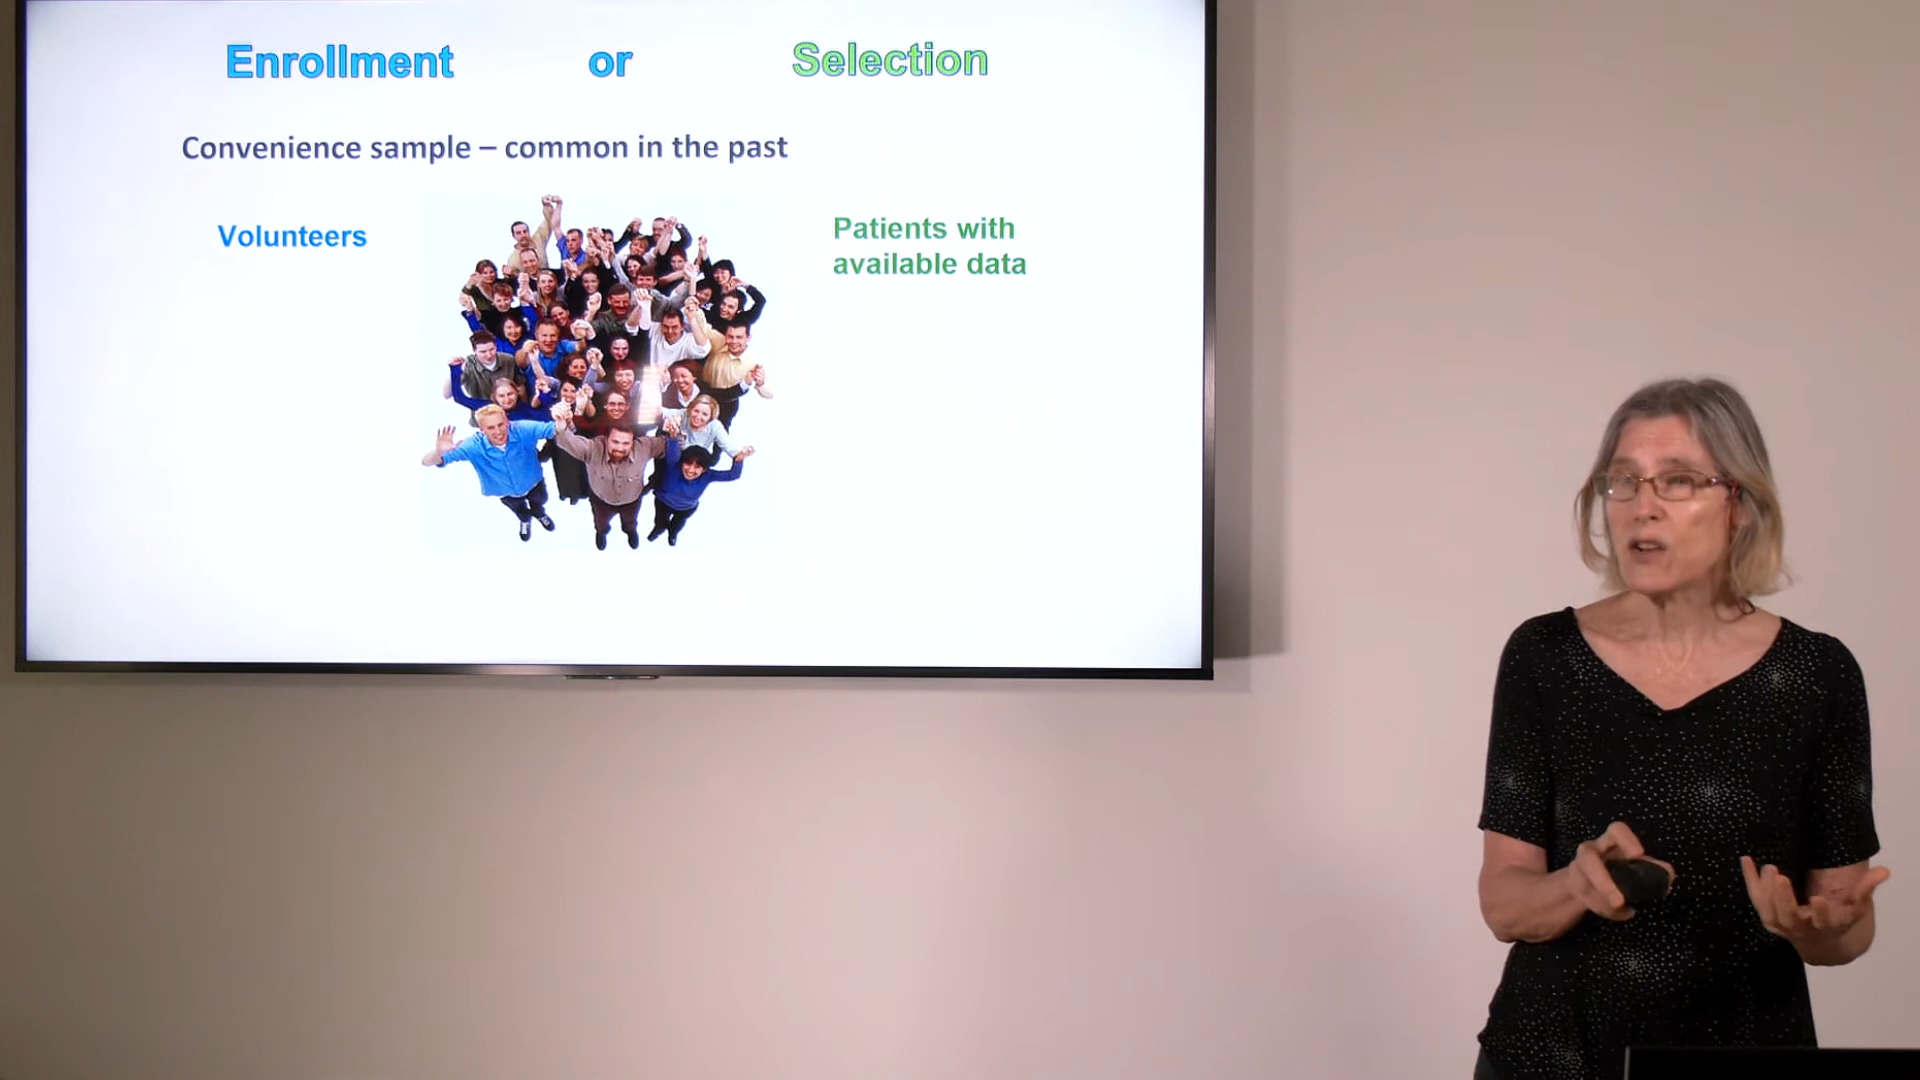 Enrollment or Selection
Convenience sample – common in the past
Volunteers
Patients with
available data